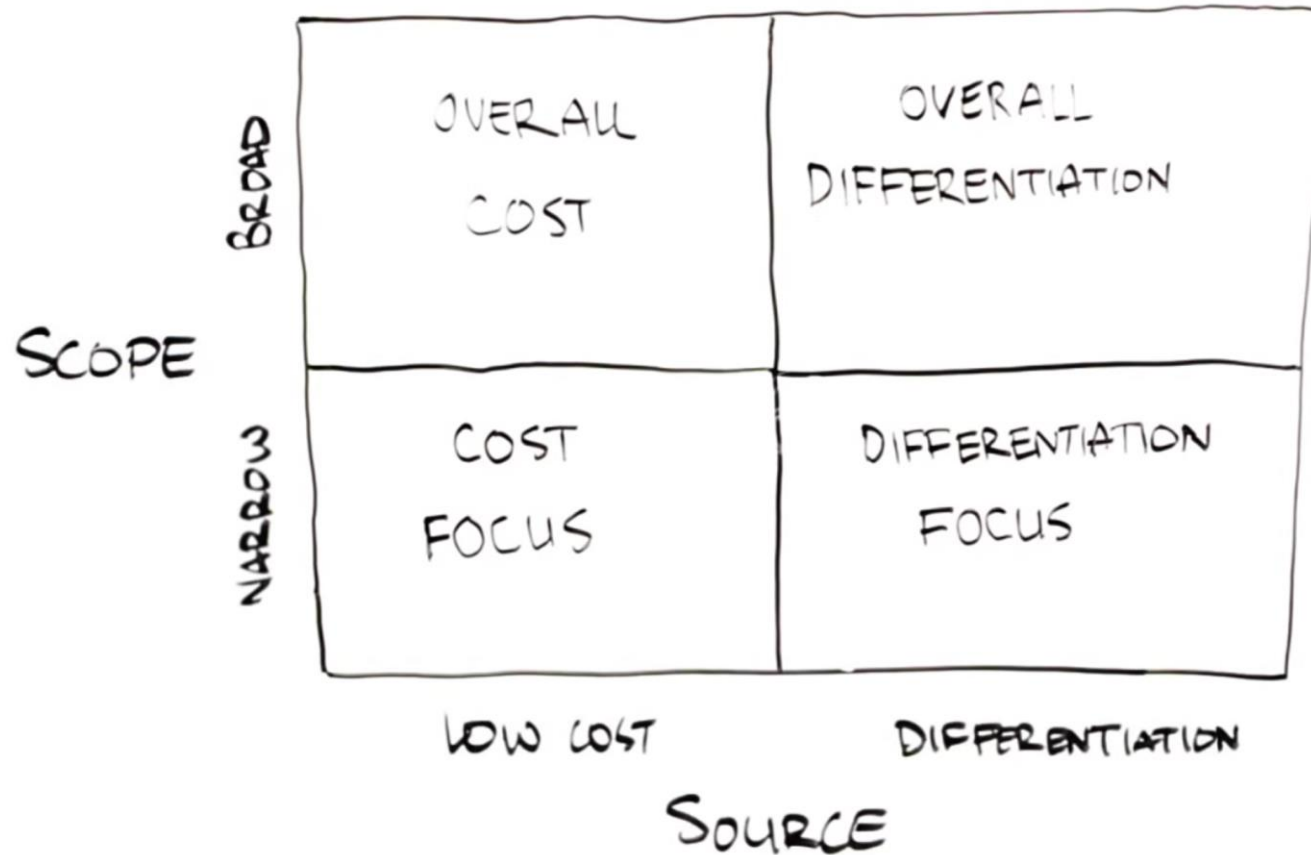 OVERALL
COST
OVERALL
DIFFERENTIATION
BROAD
SCOPE
NARROW
COST
FOCUS
DIFFERENTIATION
FOCUS
LOW COST
DIFFERENTIATION
SOURCE